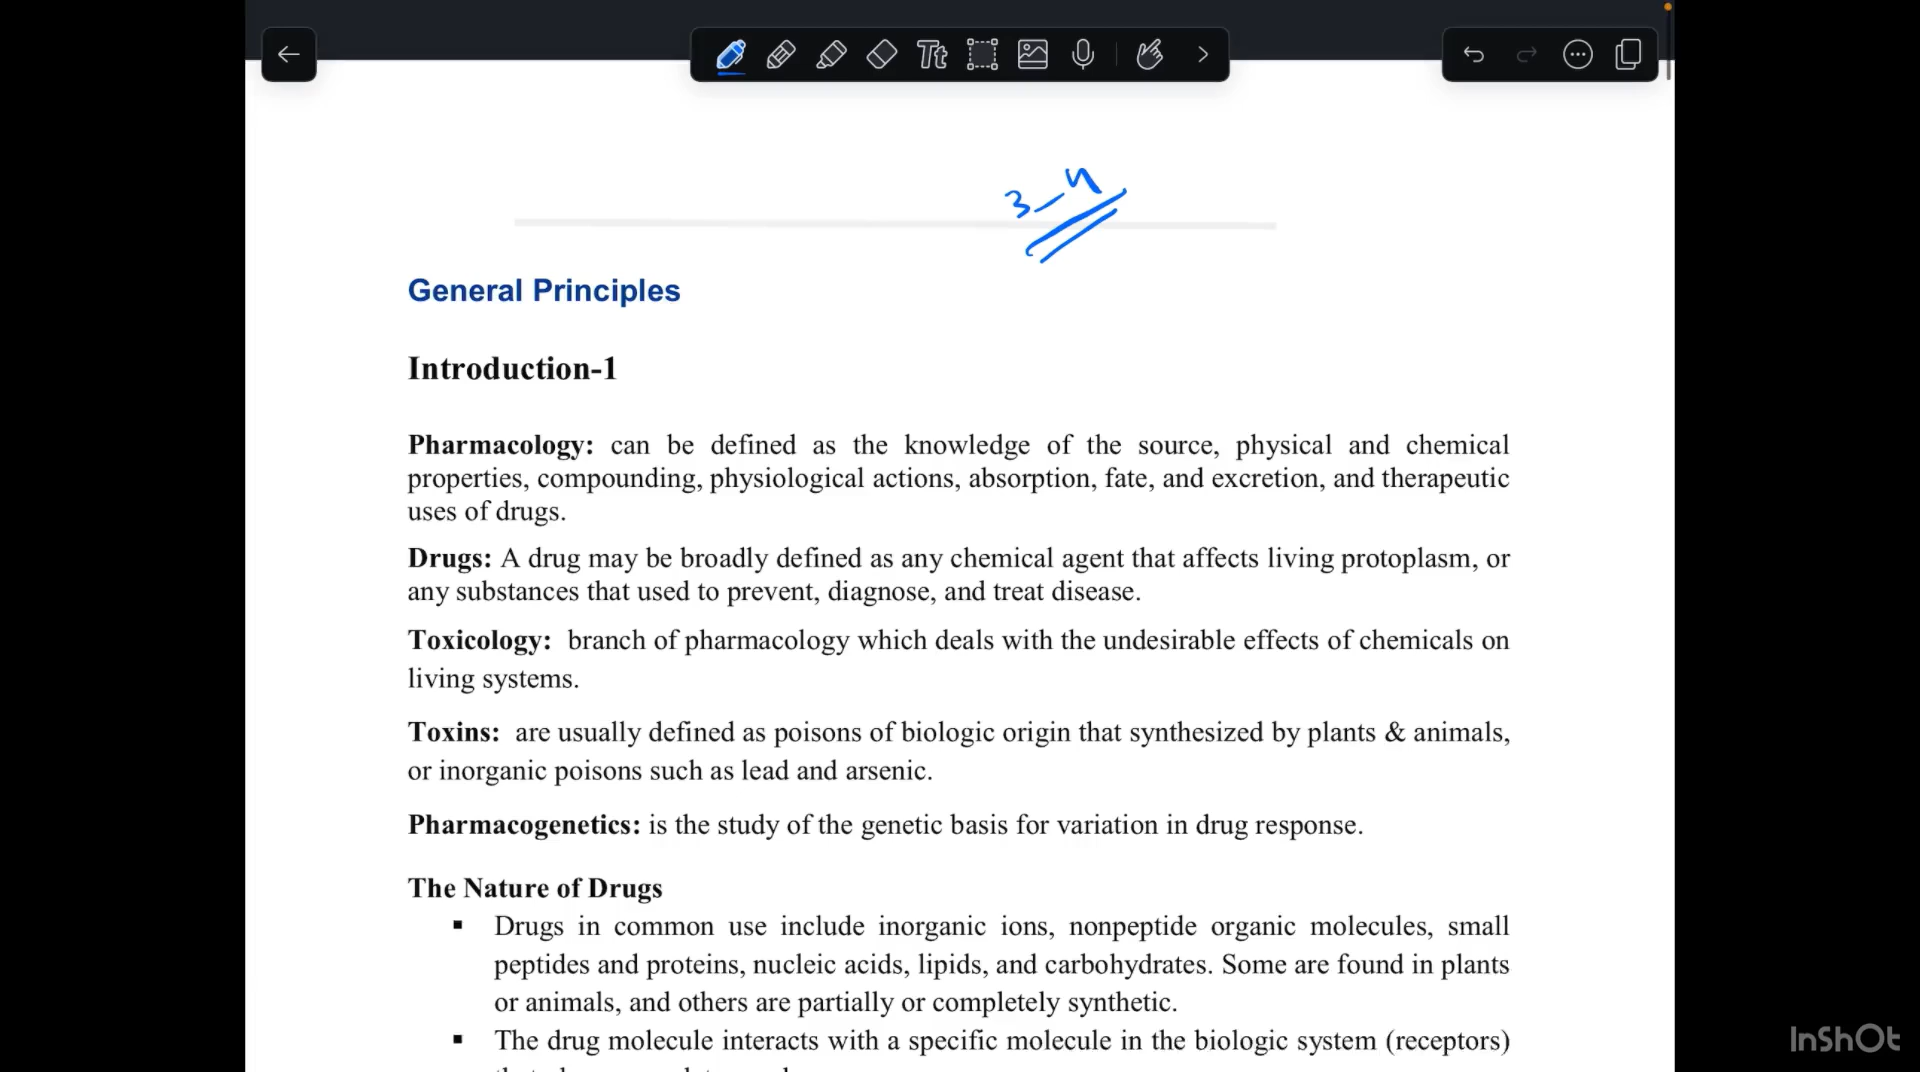 3-4
General Principles
Introduction-1
Pharmacology: can be defined as the knowledge of the source, physical and chemical
properties, compounding, physiological actions, absorption, fate, and excretion, and therapeutic
uses of drugs.
Drugs: A drug may be broadly defined as any chemical agent that affects living protoplasm, or
any substances that used to prevent, diagnose, and treat disease.
Toxicology: branch of pharmacology which deals with the undesirable effects of chemicals on
living systems.
Toxins: are usually defined as poisons of biologic origin that synthesized by plants & animals,
or inorganic poisons such as lead and arsenic.
Pharmacogenetics: is the study of the genetic basis for variation in drug response.
The Nature of Drugs
▪ Drugs in common use include inorganic ions, nonpeptide organic molecules, small
peptides and proteins, nucleic acids, lipids, and carbohydrates. Some are found in plants
or animals, and others are partially or completely synthetic.
▪ The drug molecule interacts with a specific molecule in the biologic system (receptors)
InShOt